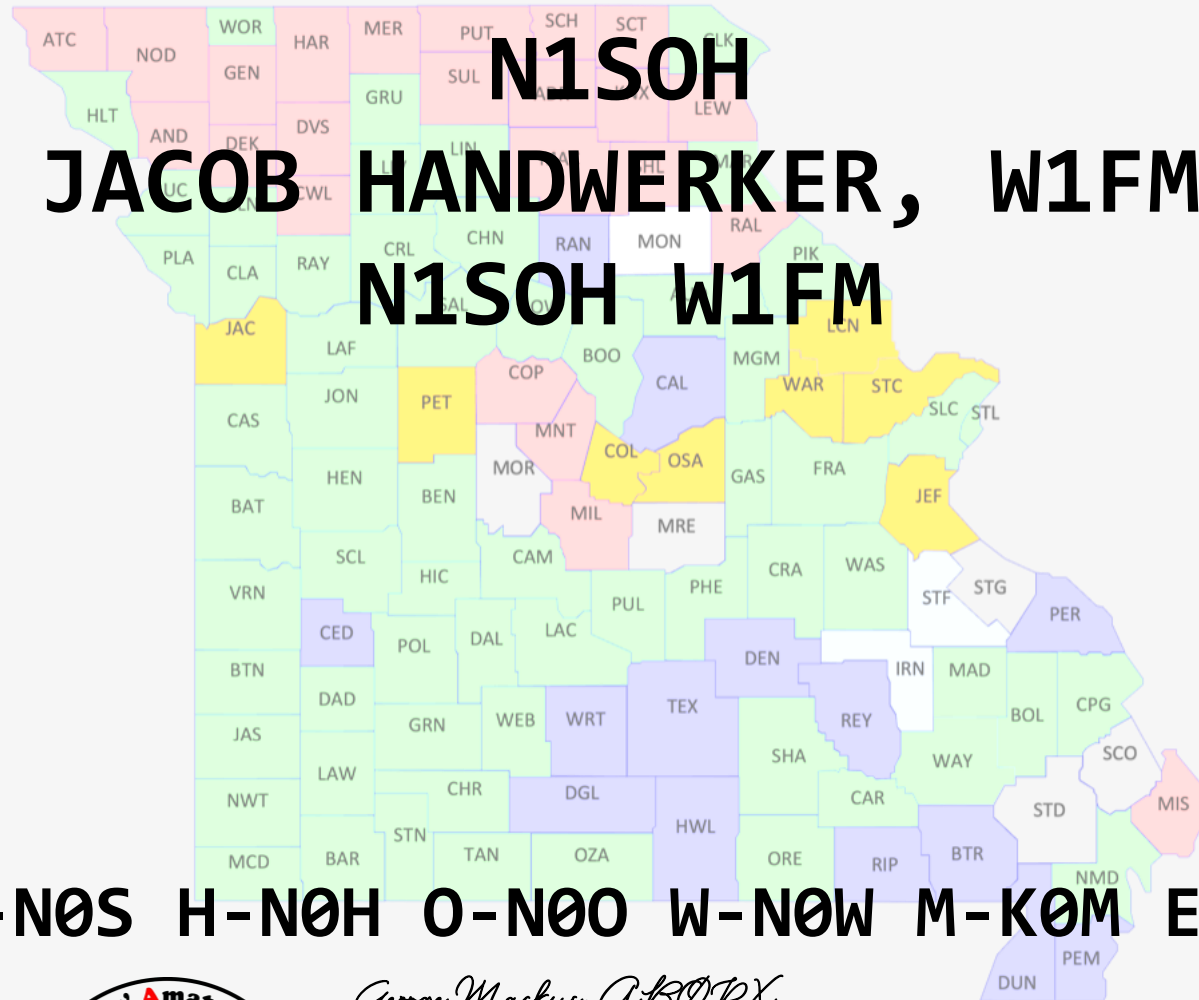 ATC NOD WOR HAR MER PUT SCH SCT CLK
GEN SUL
HLT GRU LEW
AND DEK DVS LIN
CWL
PLA CLA RAY CRL CHN RAN MON RAL PIK
JAC LAF SAL BOO MGM LCN
CAS JON PET COP CAL WAR STC SLC STL
MNT COL OSA
BAT HEN BEN MOR MIL MRE GAS FRA JEF
VRN SCL HIC CAM PUL PHE CRA WAS STF STG PER
CED POL DAL LAC DEN IRN MAD
BTN DAD GRN WEB WRT TEX REY BOL CPG
JAS LAW CHR DGL SHA WAY SCO
NWT STN HWL CAR STD MIS
MCD BAR TAN OZA ORE RIP BTR NMD
DUN PEM
N1SOH
JACOB HANDWERKER, W1FM
N1SOH W1FM
-N0S H-N0H O-N0O W-N0W M-K0M E
George Mackus, AB0RX